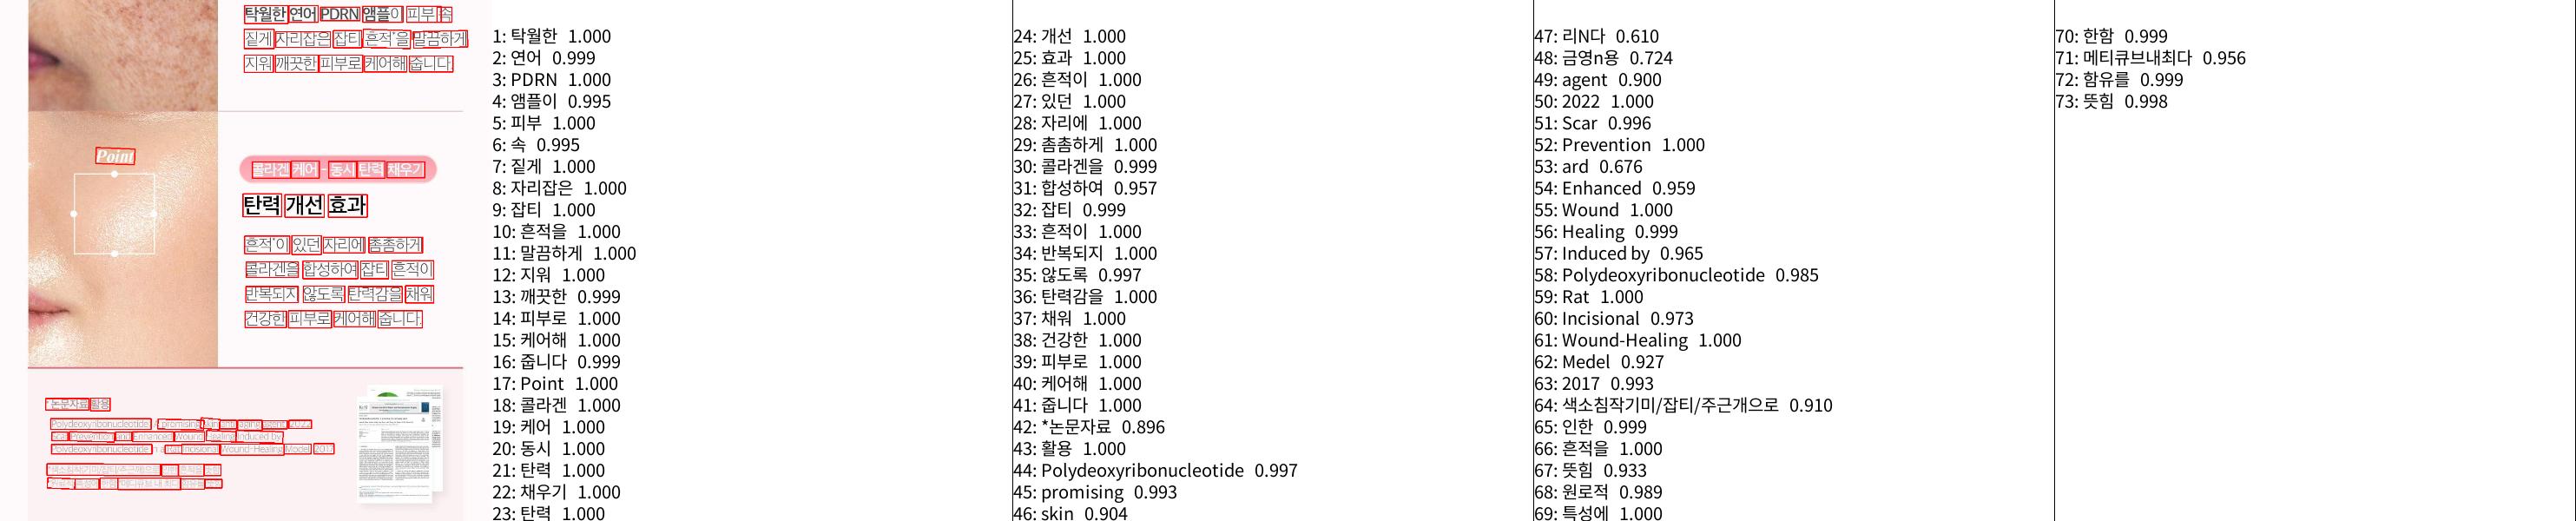 탁월한 연어 PDRN 앰플이 피부 속
짙게 자리잡은 잡티 흔적*을 말끔하게
지워 깨끗한 피부로 케어해 줍니다.
Point
콜라겐 케어 - 동시 탄력 채우기
탄력 개선 효과
흔적*이 있던 자리에 촘촘하게
콜라겐을 합성하여 잡티 흔적이
반복되지 않도록 탄력감을 채워
건강한 피부로 케어해 줍니다.
*논문자료 활용
Polydeoxyribonucleotide: A promising skin anti-aging agent, 2022
Scar Prevention and Enhanced Wound Healing induced by
Polydeoxyribonucleotide in a Rat Incisional Wound-Healing Model, 2017
1: 탁월한 1.000
2: 연어 0.999
3: PDRN 1.000
4: 앰플이 0.995
5: 피부 1.000
6: 속 0.995
7: 짙게 1.000
8: 자리잡은 1.000
9: 잡티 1.000
10: 흔적을 1.000
11: 말끔하게 1.000
12: 지워 1.000
13: 깨끗한 0.999
14: 피부로 1.000
15: 케어해 1.000
16: 줍니다 0.999
17: Point 1.000
18: 콜라겐 1.000
19: 케어 1.000
20: 동시 1.000
21: 탄력 1.000
22: 채우기 1.000
23: 탄력 1.000
24: 개선 1.000
25: 효과 1.000
26: 흔적이 1.000
27: 있던 1.000
28: 자리에 1.000
29: 촘촘하게 1.000
30: 콜라겐을 0.999
31: 합성하여 0.957
32: 잡티 0.999
33: 흔적이 1.000
34: 반복되지 1.000
35: 않도록 0.997
36: 탄력감을 1.000
37: 채워 1.000
38: 건강한 1.000
39: 피부로 1.000
40: 케어해 1.000
41: 줍니다 1.000
42: *논문자료 0.896
43: 활용 1.000
44: Polydeoxyribonucleotide 0.997
45: promising 0.993
46: skin 0.904
47: 리N다 0.610
48: 금영n용 0.724
49: agent 0.900
50: 2022 1.000
51: Scar 0.996
52: Prevention 1.000
53: ard 0.676
54: Enhanced 0.959
55: Wound 1.000
56: Healing 0.999
57: Induced by 0.965
58: Polydeoxyribonucleotide 0.985
59: Rat 1.000
60: Incisional 0.973
61: Wound-Healing 1.000
62: Medel 0.927
63: 2017 0.993
64: 색소침작기미/잡티/주근개으로 0.910
65: 인한 0.999
66: 흔적을 1.000
67: 뜻힘 0.933
68: 원로적 0.989
69: 특성에 1.000
70: 한함 0.999
71: 메티큐브내최다 0.956
72: 함유를 0.999
73: 뜻힘 0.998